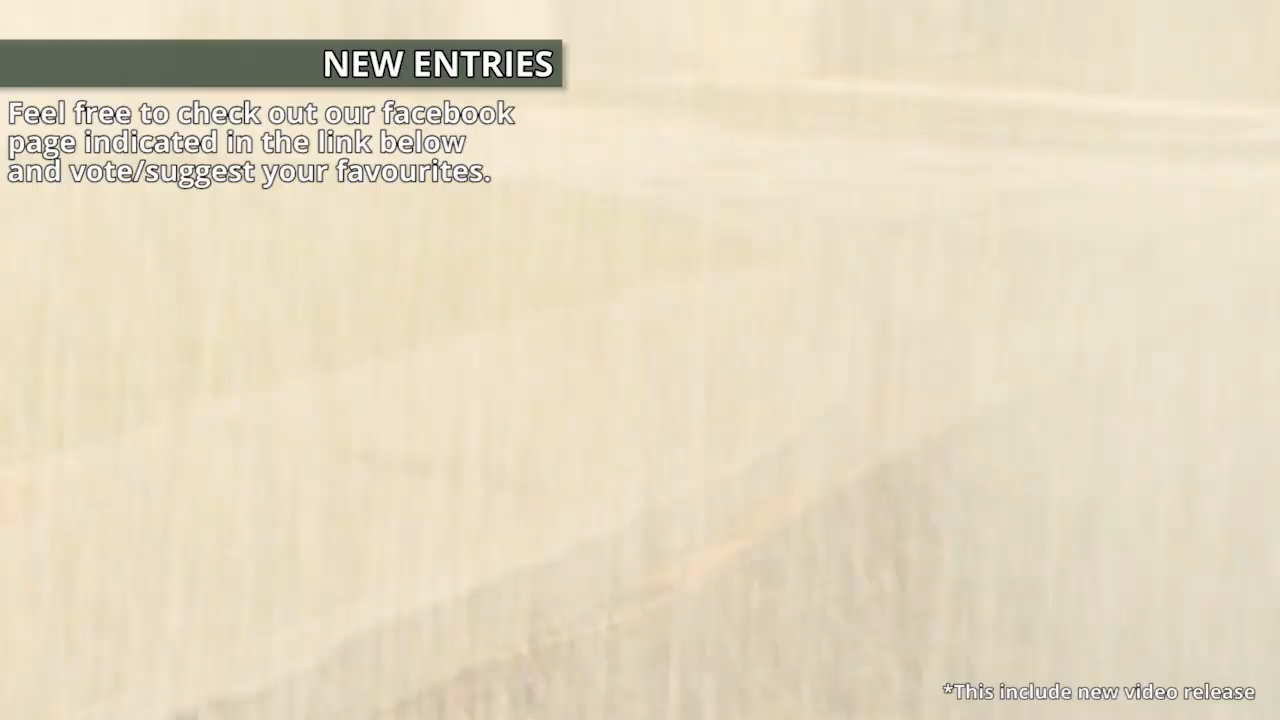 NEW ENTRIES
Feel free to check out our facebook
page indicated in the link below
and vote/suggest your favourites.
*This include new video release